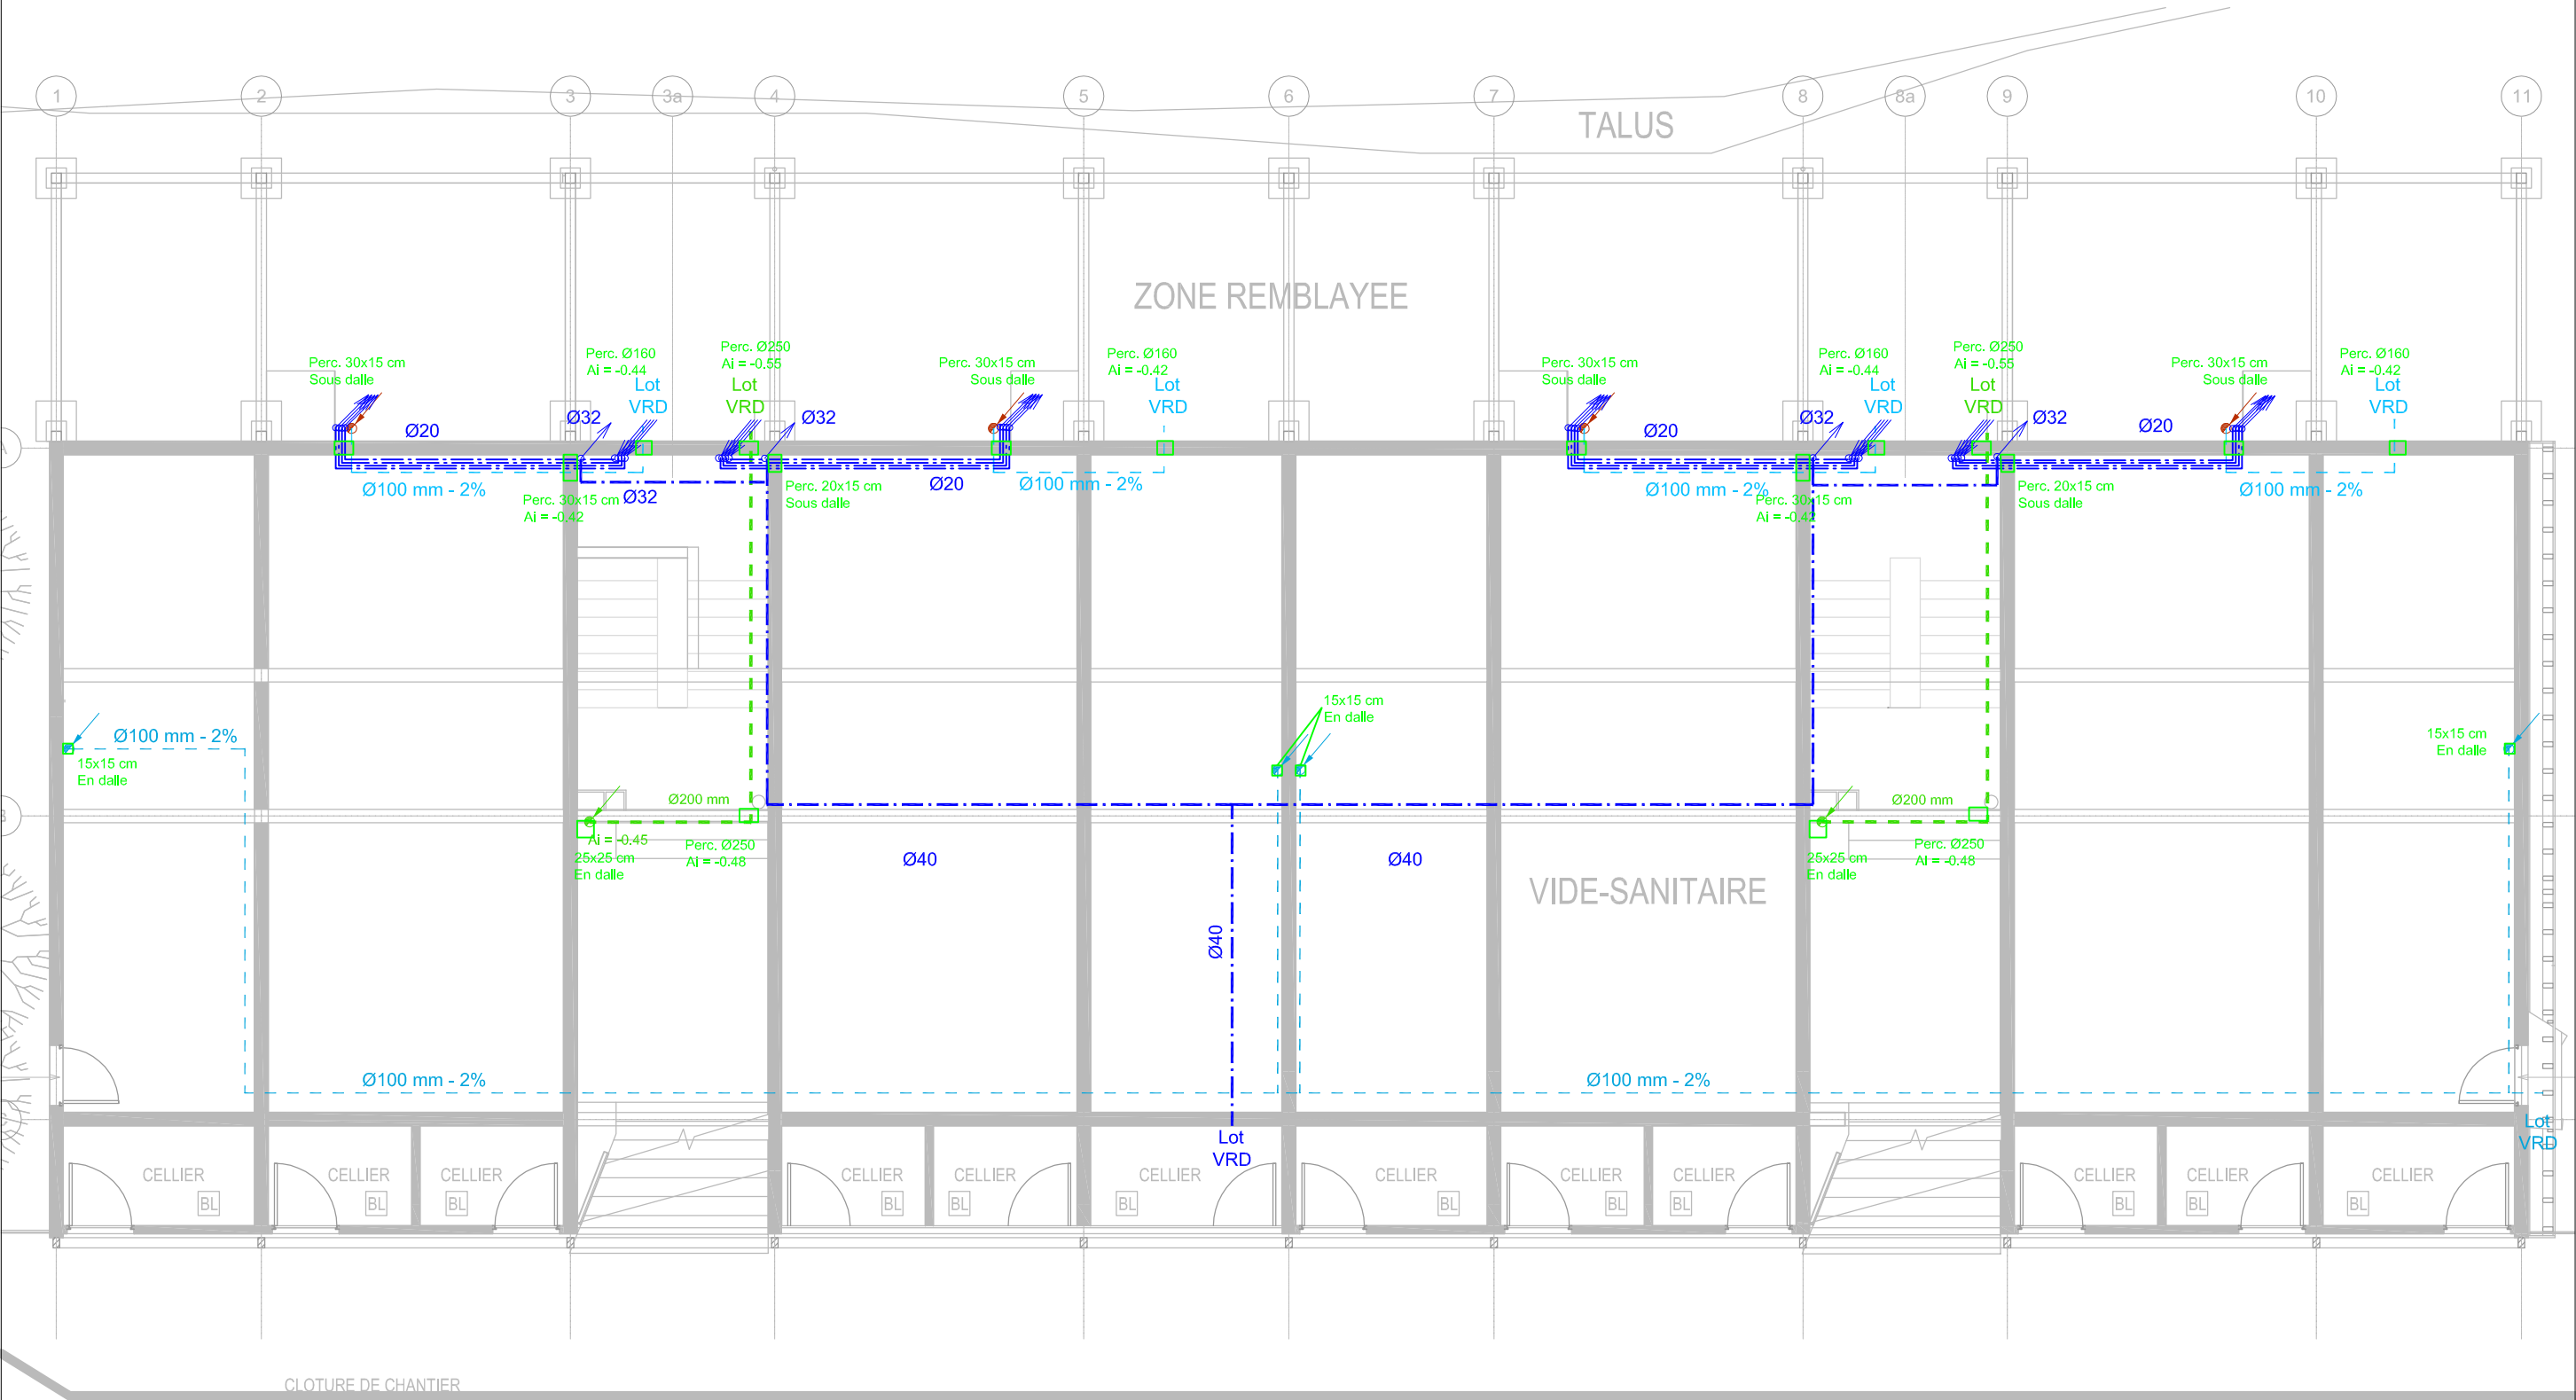 1
2
3
3a
4
5
6
7
8
8a
9
10
11
TALUS
ZONE REMBLAYEE
Perc. 30x15 cm
Sous dalle
Perc. Ø160
Ai = -0.44
Lot
VRD
Perc. Ø250
Ai = -0.55
Lot
VRD
Perc. 30x15 cm
Sous dalle
Perc. Ø160
Ai = -0.42
Lot
VRD
Perc. 30x15 cm
Sous dalle
Perc. Ø160
Ai = -0.44
Lot
VRD
Perc. Ø250
Ai = -0.55
Lot
VRD
Perc. 30x15 cm
Sous dalle
Perc. Ø160
Ai = -0.42
Lot
VRD
Ø20
Ø32
Ø32
Ø20
Ø32
Ø32
Ø20
A
Ø100 mm - 2%
Perc. 30x15 cm
Ai = -0.42
Ø32
Perc. 20x15 cm
Sous dalle
Ø20
Ø100 mm - 2%
Ø100 mm - 2%
Perc. 30x15 cm
Ai = -0.42
Perc. 20x15 cm
Sous dalle
Ø100 mm - 2%
Ø100 mm - 2%
15x15 cm
En dalle
15x15 cm
En dalle
15x15 cm
En dalle
B
Ø200 mm
Ai = -0.45
25x25 cm
En dalle
Perc. Ø250
Ai = -0.48
Ø40
Ø40
Ø200 mm
25x25 cm
En dalle
Perc. Ø250
Ai = -0.48
VIDE-SANITAIRE
Ø40
Ø100 mm - 2%
Ø100 mm - 2%
Lot
VRD
Lot
VRD
CELLIER
BL
CELLIER
BL
CELLIER
BL
CELLIER
BL
CELLIER
BL
CELLIER
BL
CELLIER
BL
CELLIER
BL
CELLIER
BL
CELLIER
BL
CELLIER
BL
CELLIER
BL
CLOTURE DE CHANTIER